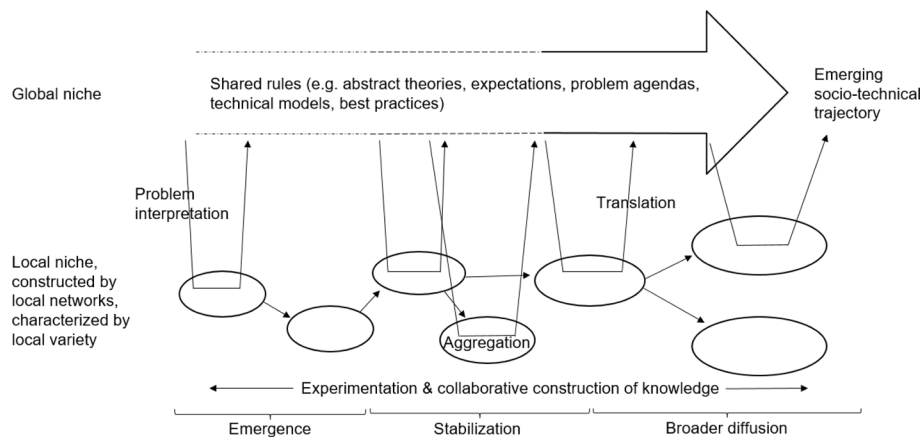 Shared rules (e.g. abstract theories, expectations, problem agendas,
technical models, best practices)
Global niche
Emerging
socio-technical
trajectory
Problem
interpretation
Translation
Local niche,
constructed by
local networks,
characterized by
local variety
Aggregation
Experimentation & collaborative construction of knowledge
Emergence
Stabilization
Broader diffusion